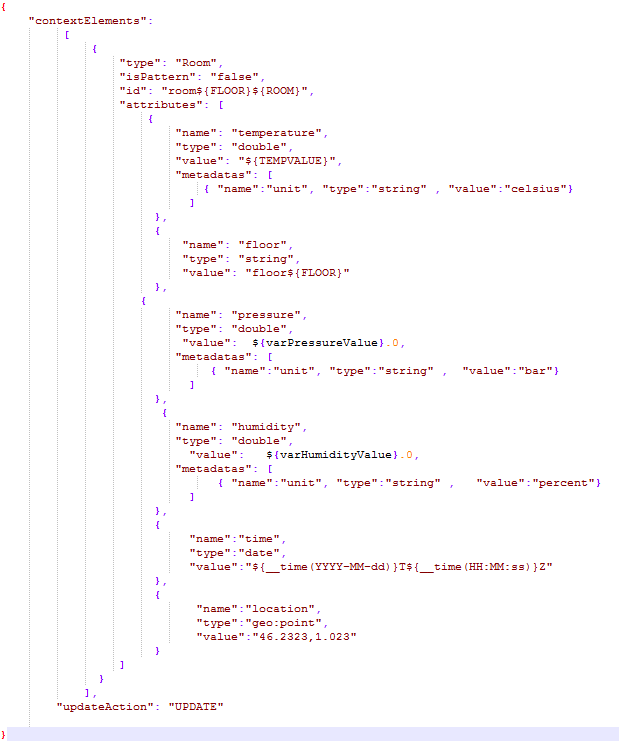 {
"contextElements":
[
{
"type": "Room",
"isPattern": "false",
"id": "room${FLOOR}${ROOM}",
"attributes": [
{
"name": "temperature",
"type": "double",
"value": "${TEMPVALUE}",
"metadatas": [
{ "name":"unit", "type":"string" , "value":"celsius"}
]
},
{
"name": "floor",
"type": "string",
"value": "floor${FLOOR}"
},
{
"name": "pressure",
"type": "double",
"value":  ${varPressureValue}.0,
"metadatas": [
{ "name":"unit", "type":"string" ,  "value":"bar"}
]
},
{
"name": "humidity",
"type": "double",
"value":   ${varHumidityValue}.0,
"metadatas": [
{ "name":"unit", "type":"string" ,   "value":"percent"}
]
},
{
"name":"time",
"type":"date",
"value":"${__time(YYYY-MM-dd)}T${__time(HH:MM:ss)}Z"
},
{
"name":"location",
"type":"geo:point",
"value":"46.2323,1.023"
}
]
}
],
"updateAction": "UPDATE"
}